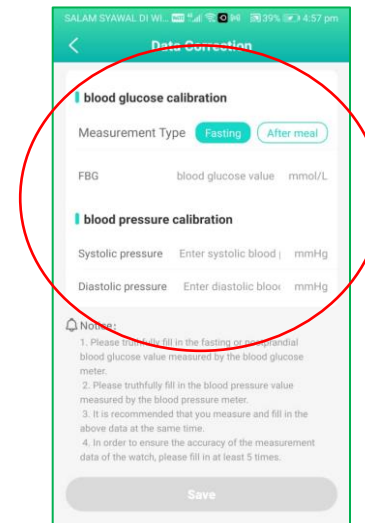 SALAM SYAWAL DI WI... 39% 4:57 pm
Data Correction
blood glucose calibration
Measurement Type Fasting After meal
FBG blood glucose value mmol/L
blood pressure calibration
Systolic pressure Enter systolic blood mmHg
Diastolic pressure Enter diastolic bloo mmHg
Notice:
1. Please truthfully fill in the fasting or postprandial
blood glucose value measured by the blood glucose
meter.
2. Please truthfully fill in the blood pressure value
measured by the blood pressure meter.
3. It is recommended that you measure and fill in the
above data at the same time.
4. In order to ensure the accuracy of the measurement
data of the watch, please fill in at least 5 times.
Save